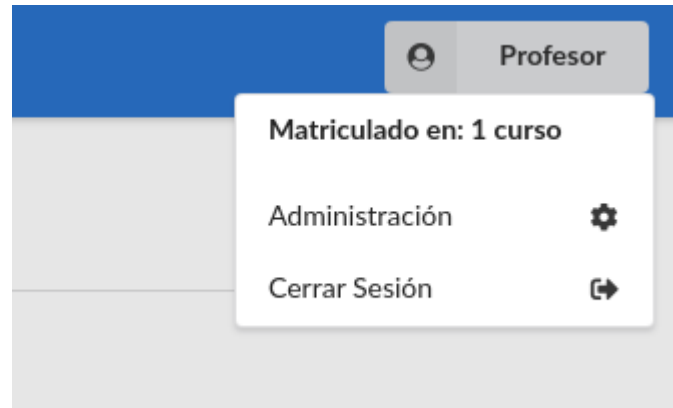 Profesor
Matriculado en: 1 curso
Administración
Cerrar Sesión